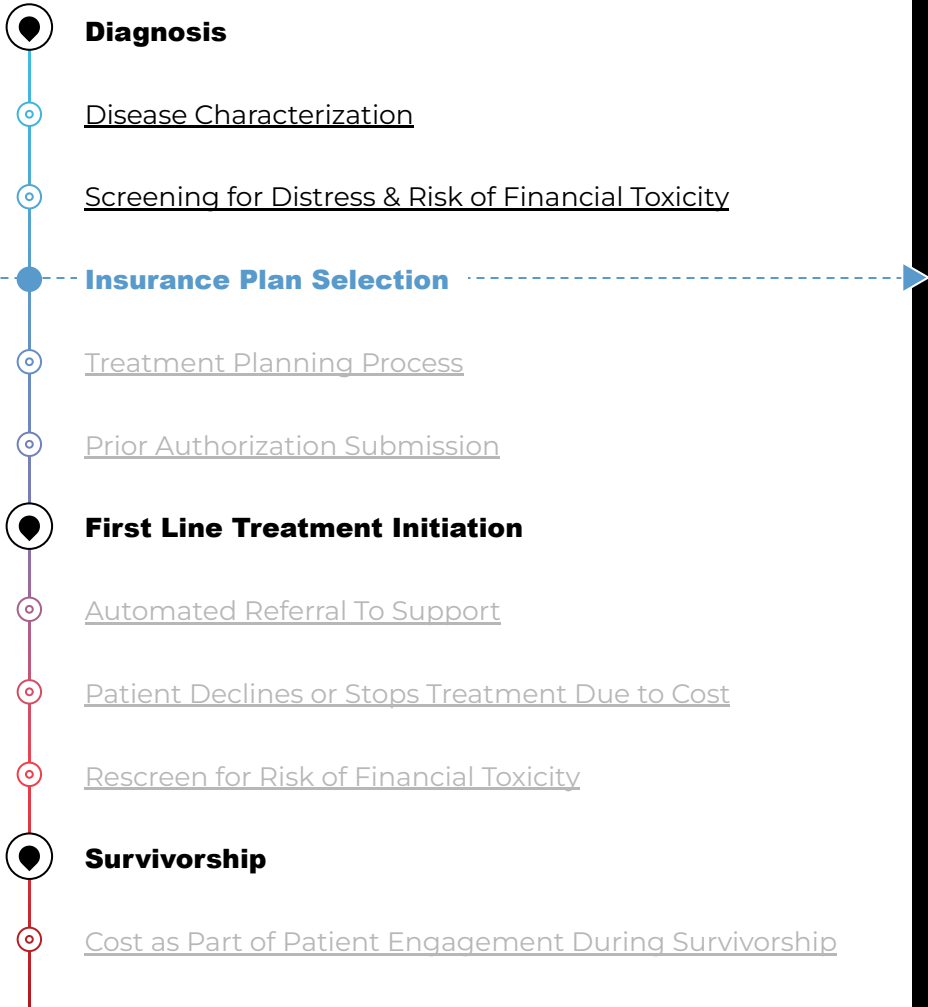 Diagnosis
Disease Characterization
Screening for Distress & Risk of Financial Toxicity
Insurance Plan Selection
Treatment Planning Process
Prior Authorization Submission
First Line Treatment Initiation
Automated Referral To Support
Patient Declines or Stops Treatment Due to Cost
Rescreen for Risk of Financial Toxicity
Survivorship
Cost as Part of Patient Engagement During Survivorship